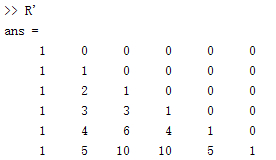 >> R'
ans =
1 0 0 0 0 0
1 1 0 0 0 0
1 2 1 0 0 0
1 3 3 1 0 0
1 4 6 4 1 0
1 5 10 10 5 1